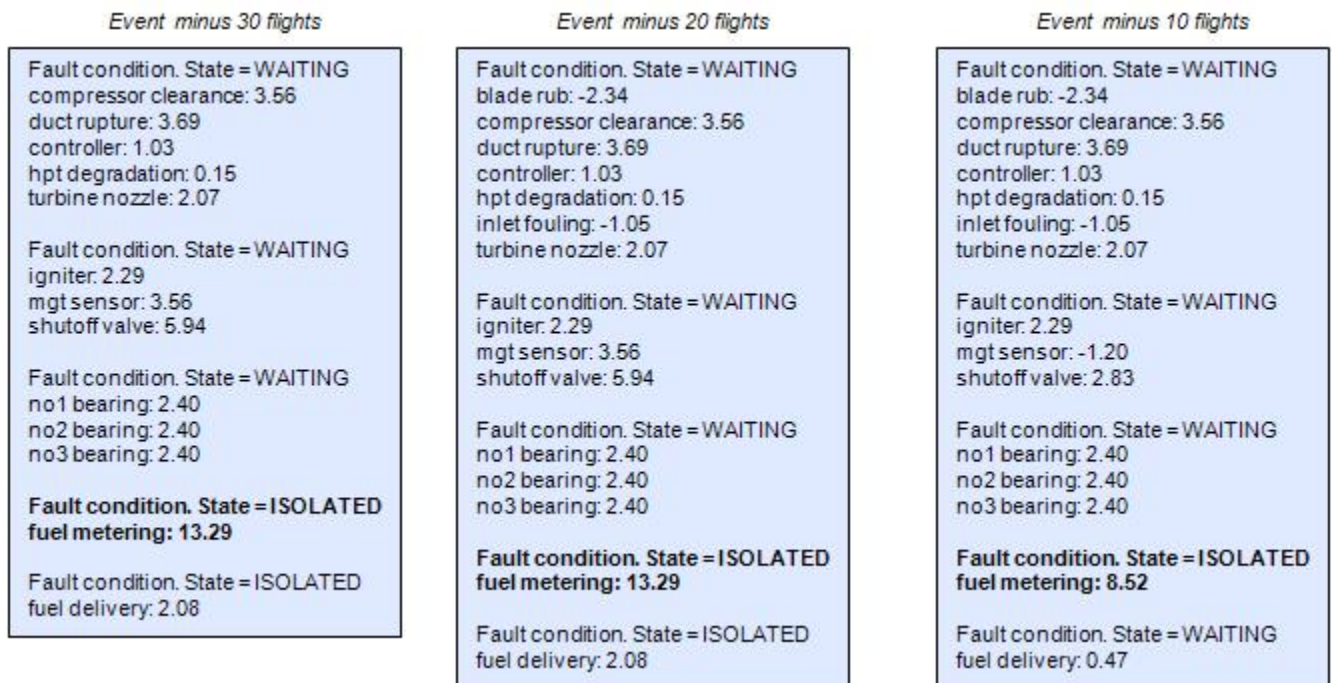 Event minus 30 flights
Fault condition. State = WAITING
compressor clearance: 3.56
duct rupture: 3.69
controller: 1.03
hpt degradation: 0.15
turbine nozzle: 2.07
Fault condition. State = WAITING
igniter: 2.29
mgt sensor: 3.56
shutoff valve: 5.94
Fault condition. State = WAITING
no1 bearing: 2.40
no2 bearing: 2.40
no3 bearing: 2.40
Fault condition. State = ISOLATED
fuel metering: 13.29
Fault condition. State = ISOLATED
fuel delivery: 2.08
Event minus 20 flights
Fault condition. State = WAITING
blade rub: -2.34
compressor clearance: 3.56
duct rupture: 3.69
controller: 1.03
hpt degradation: 0.15
inlet fouling: -1.05
turbine nozzle: 2.07
Fault condition. State = WAITING
igniter: 2.29
mgt sensor: 3.56
shutoff valve: 5.94
Fault condition. State = WAITING
no1 bearing: 2.40
no2 bearing: 2.40
no3 bearing: 2.40
Fault condition. State = ISOLATED
fuel metering: 13.29
Fault condition. State = ISOLATED
fuel delivery: 2.08
Event minus 10 flights
Fault condition. State = WAITING
blade rub: -2.34
compressor clearance: 3.56
duct rupture: 3.69
controller: 1.03
hpt degradation: 0.15
inlet fouling: -1.05
turbine nozzle: 2.07
Fault condition. State = WAITING
igniter: 2.29
mgt sensor: -1.20
shutoff valve: 2.83
Fault condition. State = WAITING
no1 bearing: 2.40
no2 bearing: 2.40
no3 bearing: 2.40
Fault condition. State = ISOLATED
fuel metering: 8.52
Fault condition. State = WAITING
fuel delivery: 0.47